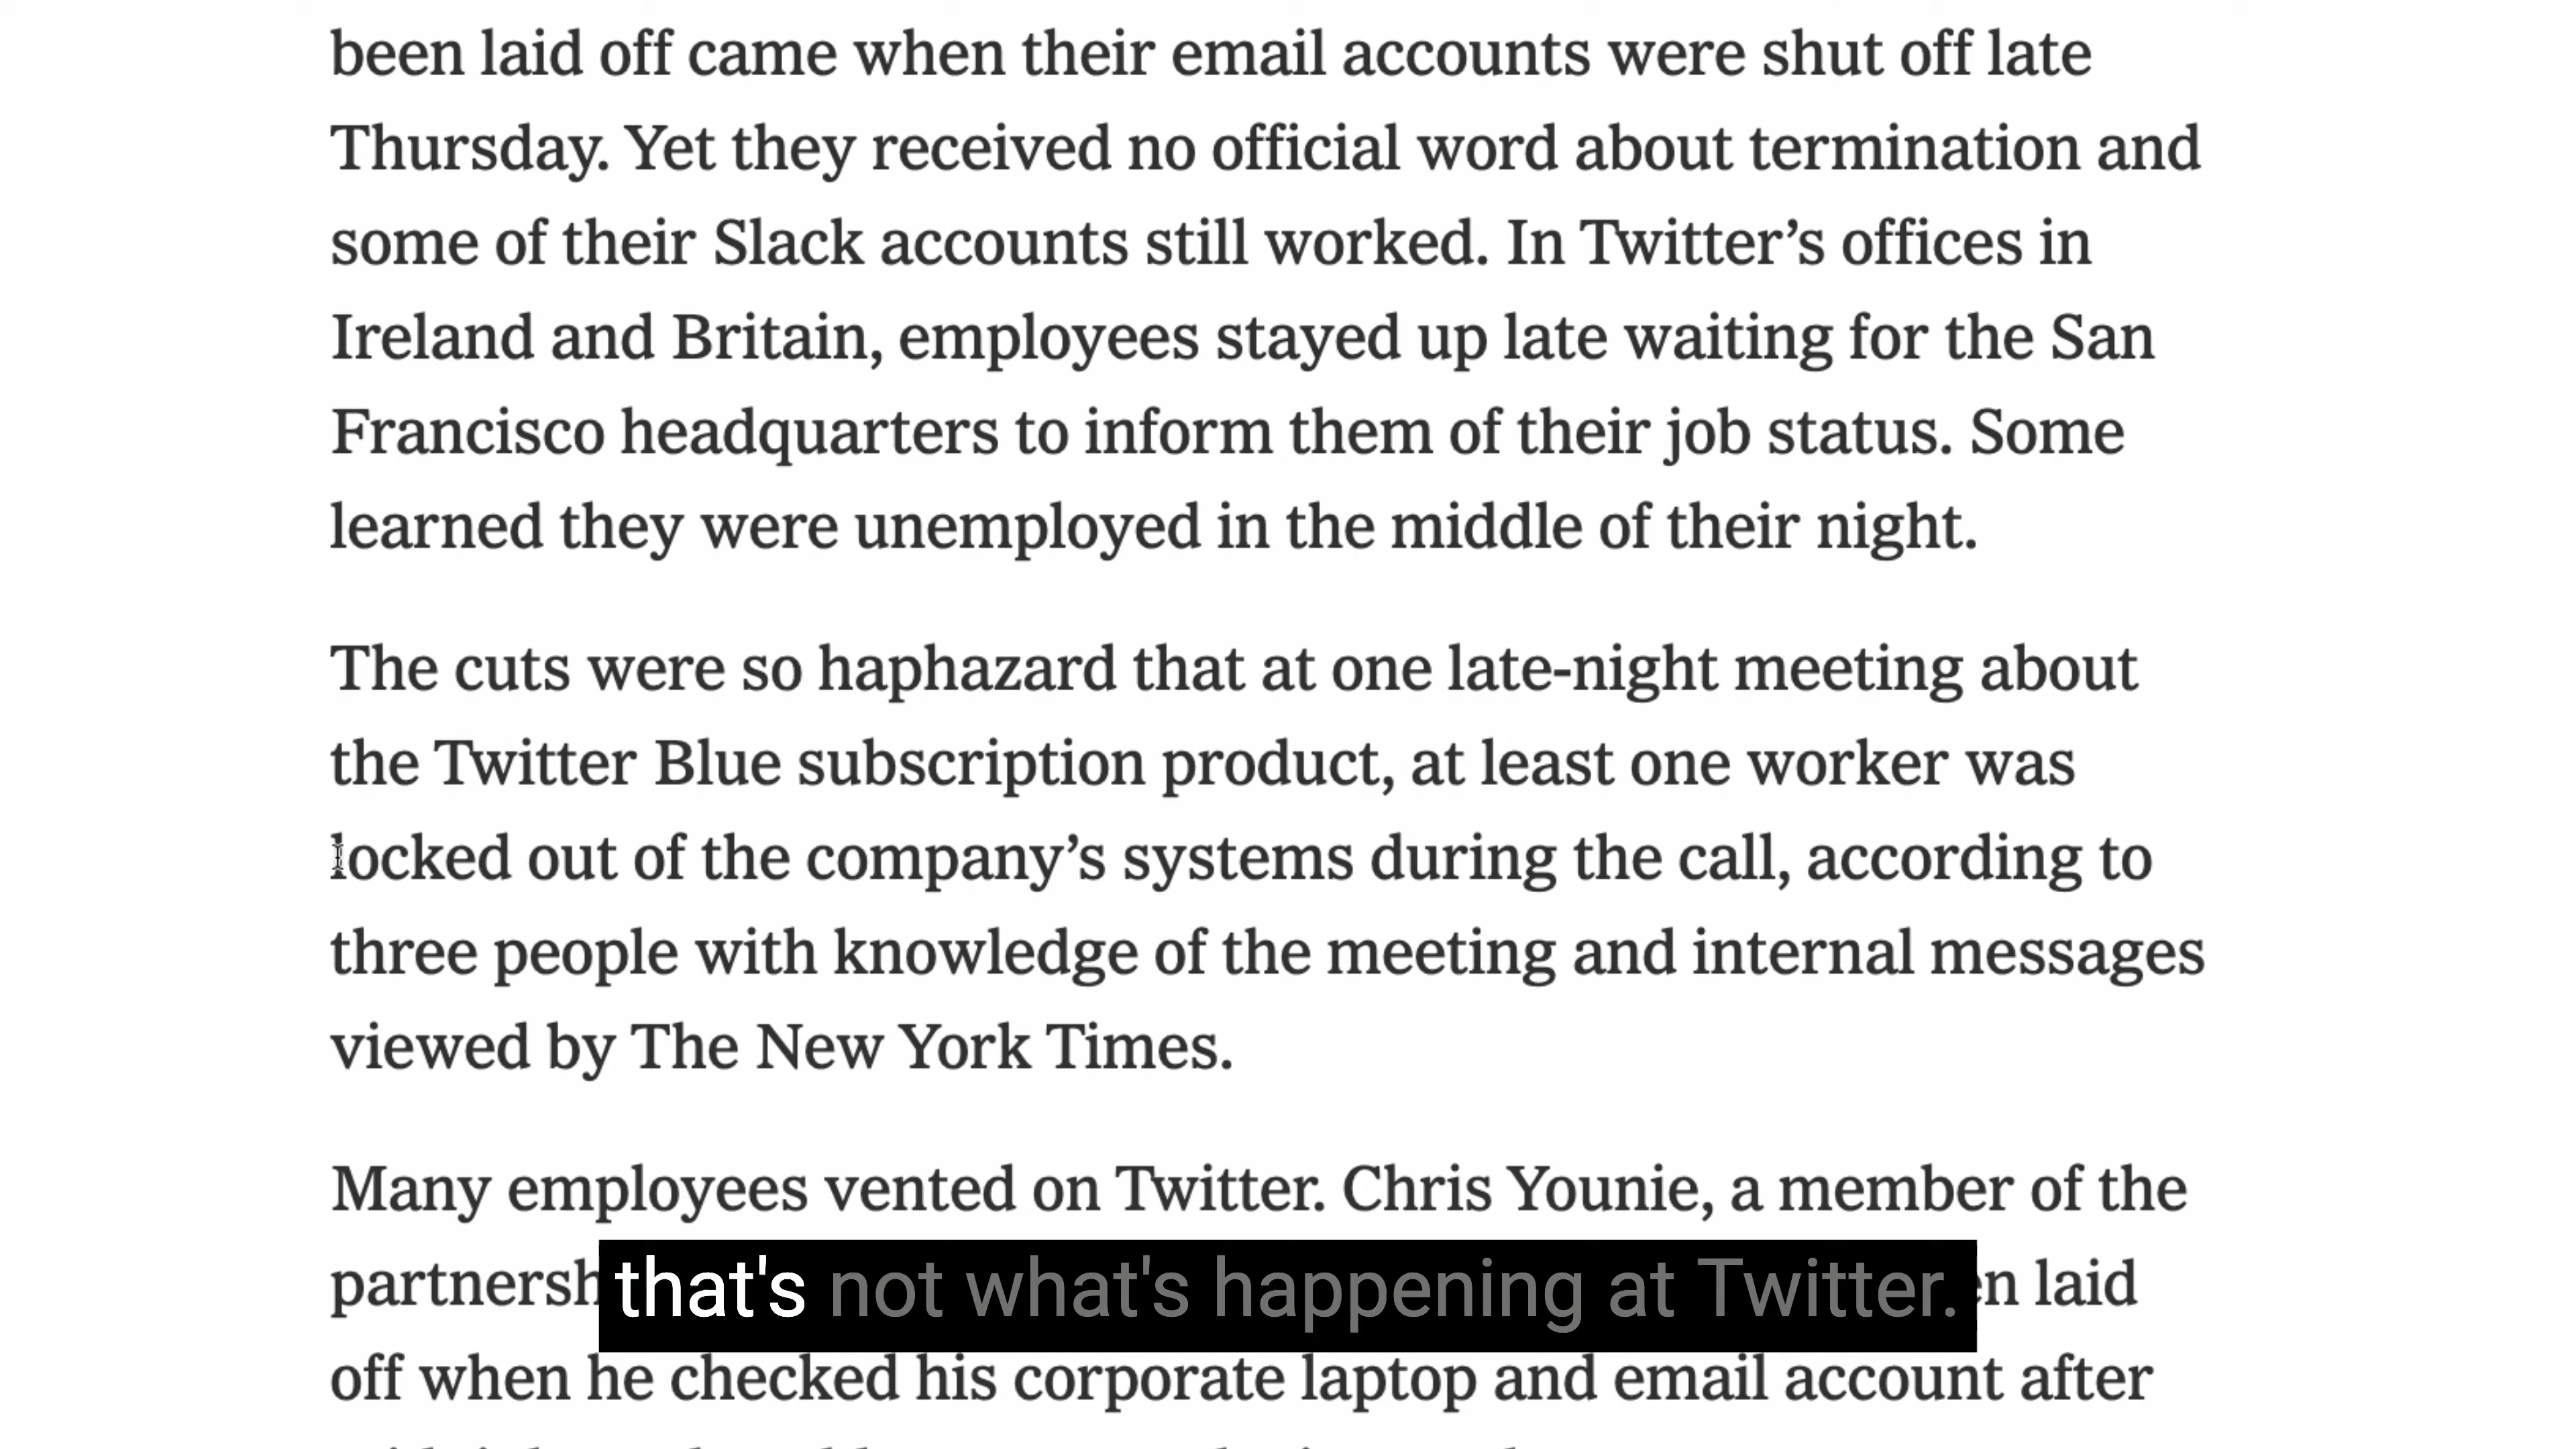 been laid off came when their email accounts were shut off late
Thursday. Yet they received no official word about termination and
some of their Slack accounts still worked. In Twitter’s offices in
Ireland and Britain, employees stayed up late waiting for the San
Francisco headquarters to inform them of their job status. Some
learned they were unemployed in the middle of their night.
The cuts were so haphazard that at one late-night meeting about
the Twitter Blue subscription product, at least one worker was
locked out of the company’s systems during the call, according to
three people with knowledge of the meeting and internal messages
viewed by The New York Times.
Many employees vented on Twitter. Chris Younie, a member of the
that's not what's happening at Twitter.
laid
off when he checked his corporate laptop and email account after